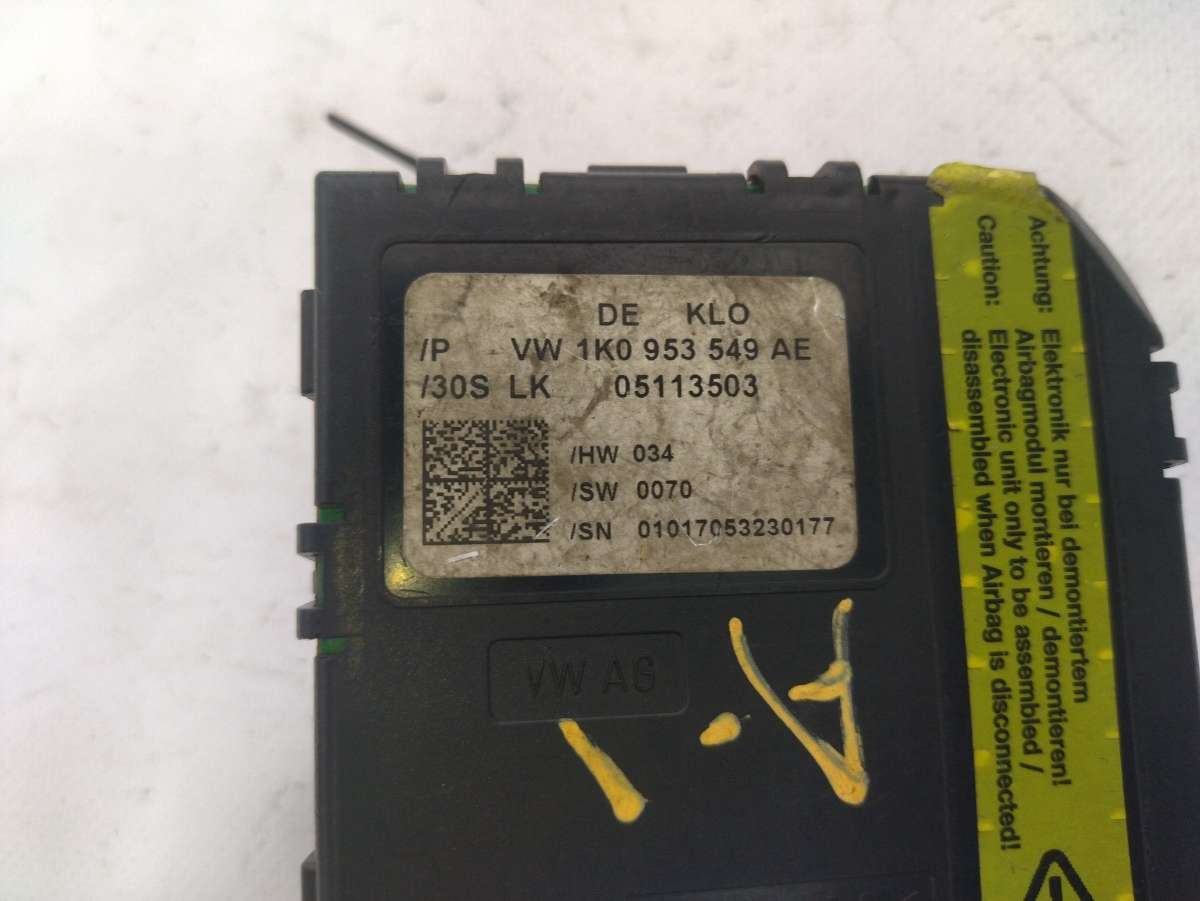 DE KLO
/P VW 1K0 953 549 AE
/30S LK 05113503
/HW 034
/SW 0070
/SN 01017053230177
VW AG
Achtung: Elektronik nur bei demontiertem
Airbagmodul montieren / demontieren!
Caution: Electronic unit only to be assembled /
disassembled when Airbag is disconnected!